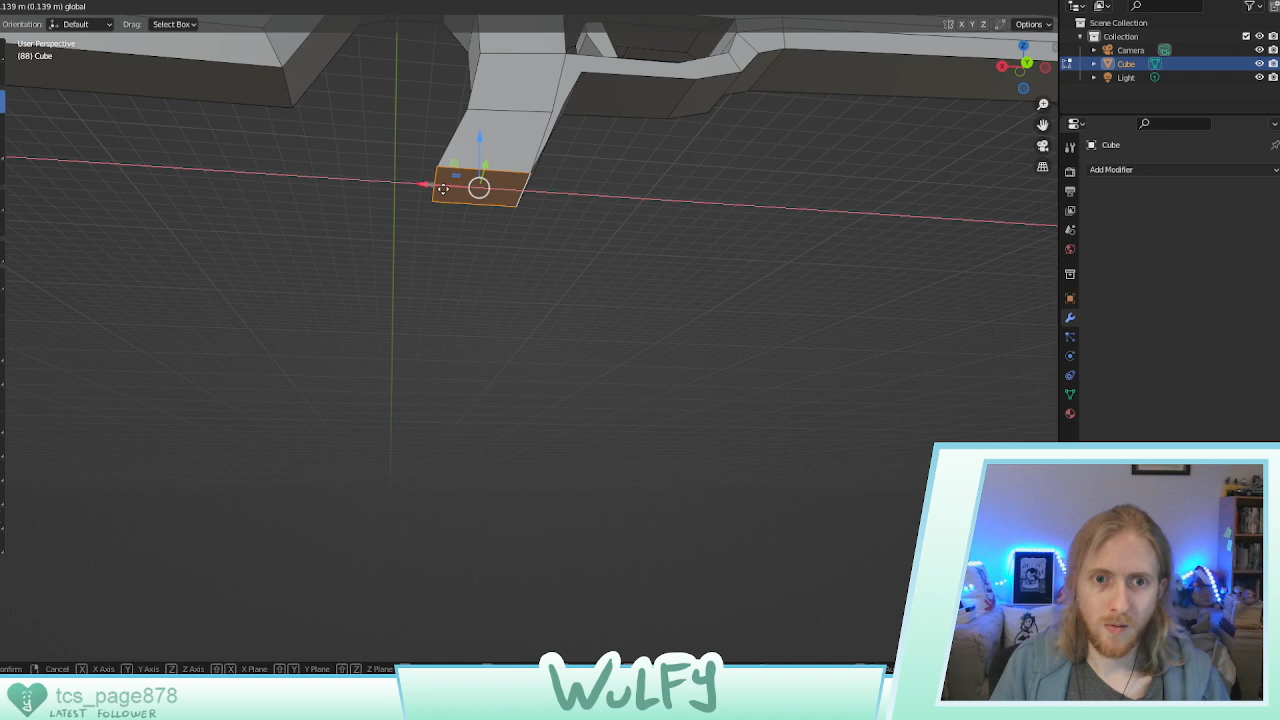 .139 m (0.139 m) global
Orientation: Default Drag: Select Box X Y Z Options
User Perspective
(88) Cube
Scene Collection
Collection
Camera
Cube
Light
Cube
Add Modifier
onfirm Cancel X X Axis Y Y Axis Z Z Axis X X Plane Y Y Plane Z Z Plane
tcs_page878
LATEST FOLLOWER
WULFY